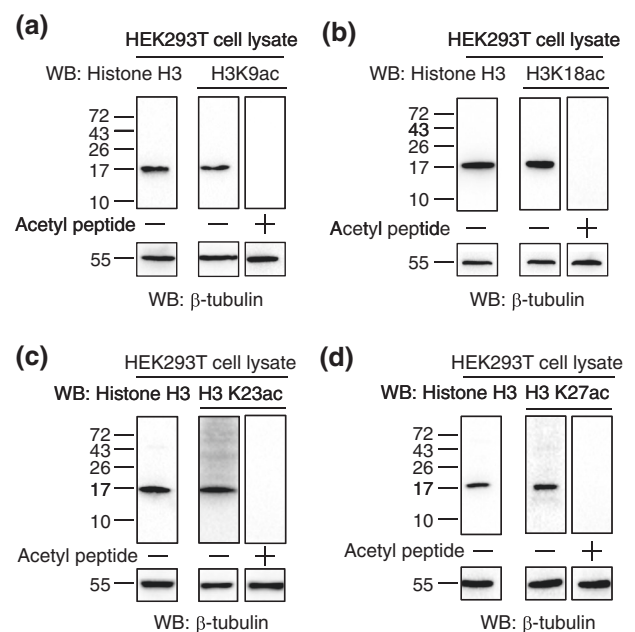 (a)
HEK293T cell lysate
WB: Histone H3 H3K9ac
72
43
26
17
10
Acetyl peptide — — +
55
WB: β-tubulin
(b)
HEK293T cell lysate
WB: Histone H3 H3K18ac
72
43
26
17
10
Acetyl peptide — — +
55
WB: β-tubulin
(c)
HEK293T cell lysate
WB: Histone H3 H3 K23ac
72
43
26
17
10
Acetyl peptide — — +
55
WB: β-tubulin
(d)
HEK293T cell lysate
WB: Histone H3 H3 K27ac
72
43
26
17
10
Acetyl peptide — — +
55
WB: β-tubulin